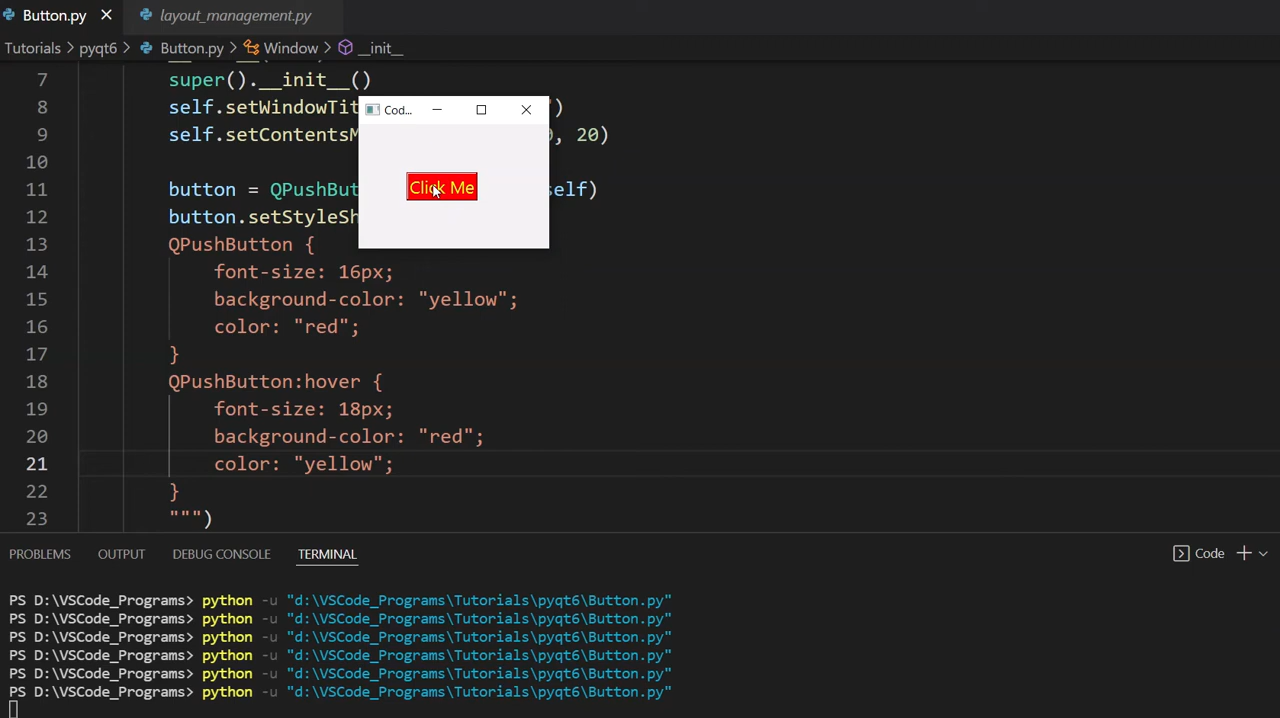 Button.py
layout_management.py
Tutorials > pyqt6 > Button.py > Window > __init__
7 super().__init__()
8 self.setWindowTit ")
9 self.setContentsM , 20)
10
11 button = QPushBut self)
12 button.setStyleSh
13 QPushButton {
14 font-size: 16px;
15 background-color: "yellow";
16 color: "red";
17 }
18 QPushButton:hover {
19 font-size: 18px;
20 background-color: "red";
21 color: "yellow";
22 }
23 """)
Cod...
Click Me
PROBLEMS OUTPUT DEBUG CONSOLE TERMINAL Code
PS D:\VSCode_Programs> python -u "d:\VSCode_Programs\Tutorials\pyqt6\Button.py"
PS D:\VSCode_Programs> python -u "d:\VSCode_Programs\Tutorials\pyqt6\Button.py"
PS D:\VSCode_Programs> python -u "d:\VSCode_Programs\Tutorials\pyqt6\Button.py"
PS D:\VSCode_Programs> python -u "d:\VSCode_Programs\Tutorials\pyqt6\Button.py"
PS D:\VSCode_Programs> python -u "d:\VSCode_Programs\Tutorials\pyqt6\Button.py"
PS D:\VSCode_Programs> python -u "d:\VSCode_Programs\Tutorials\pyqt6\Button.py"